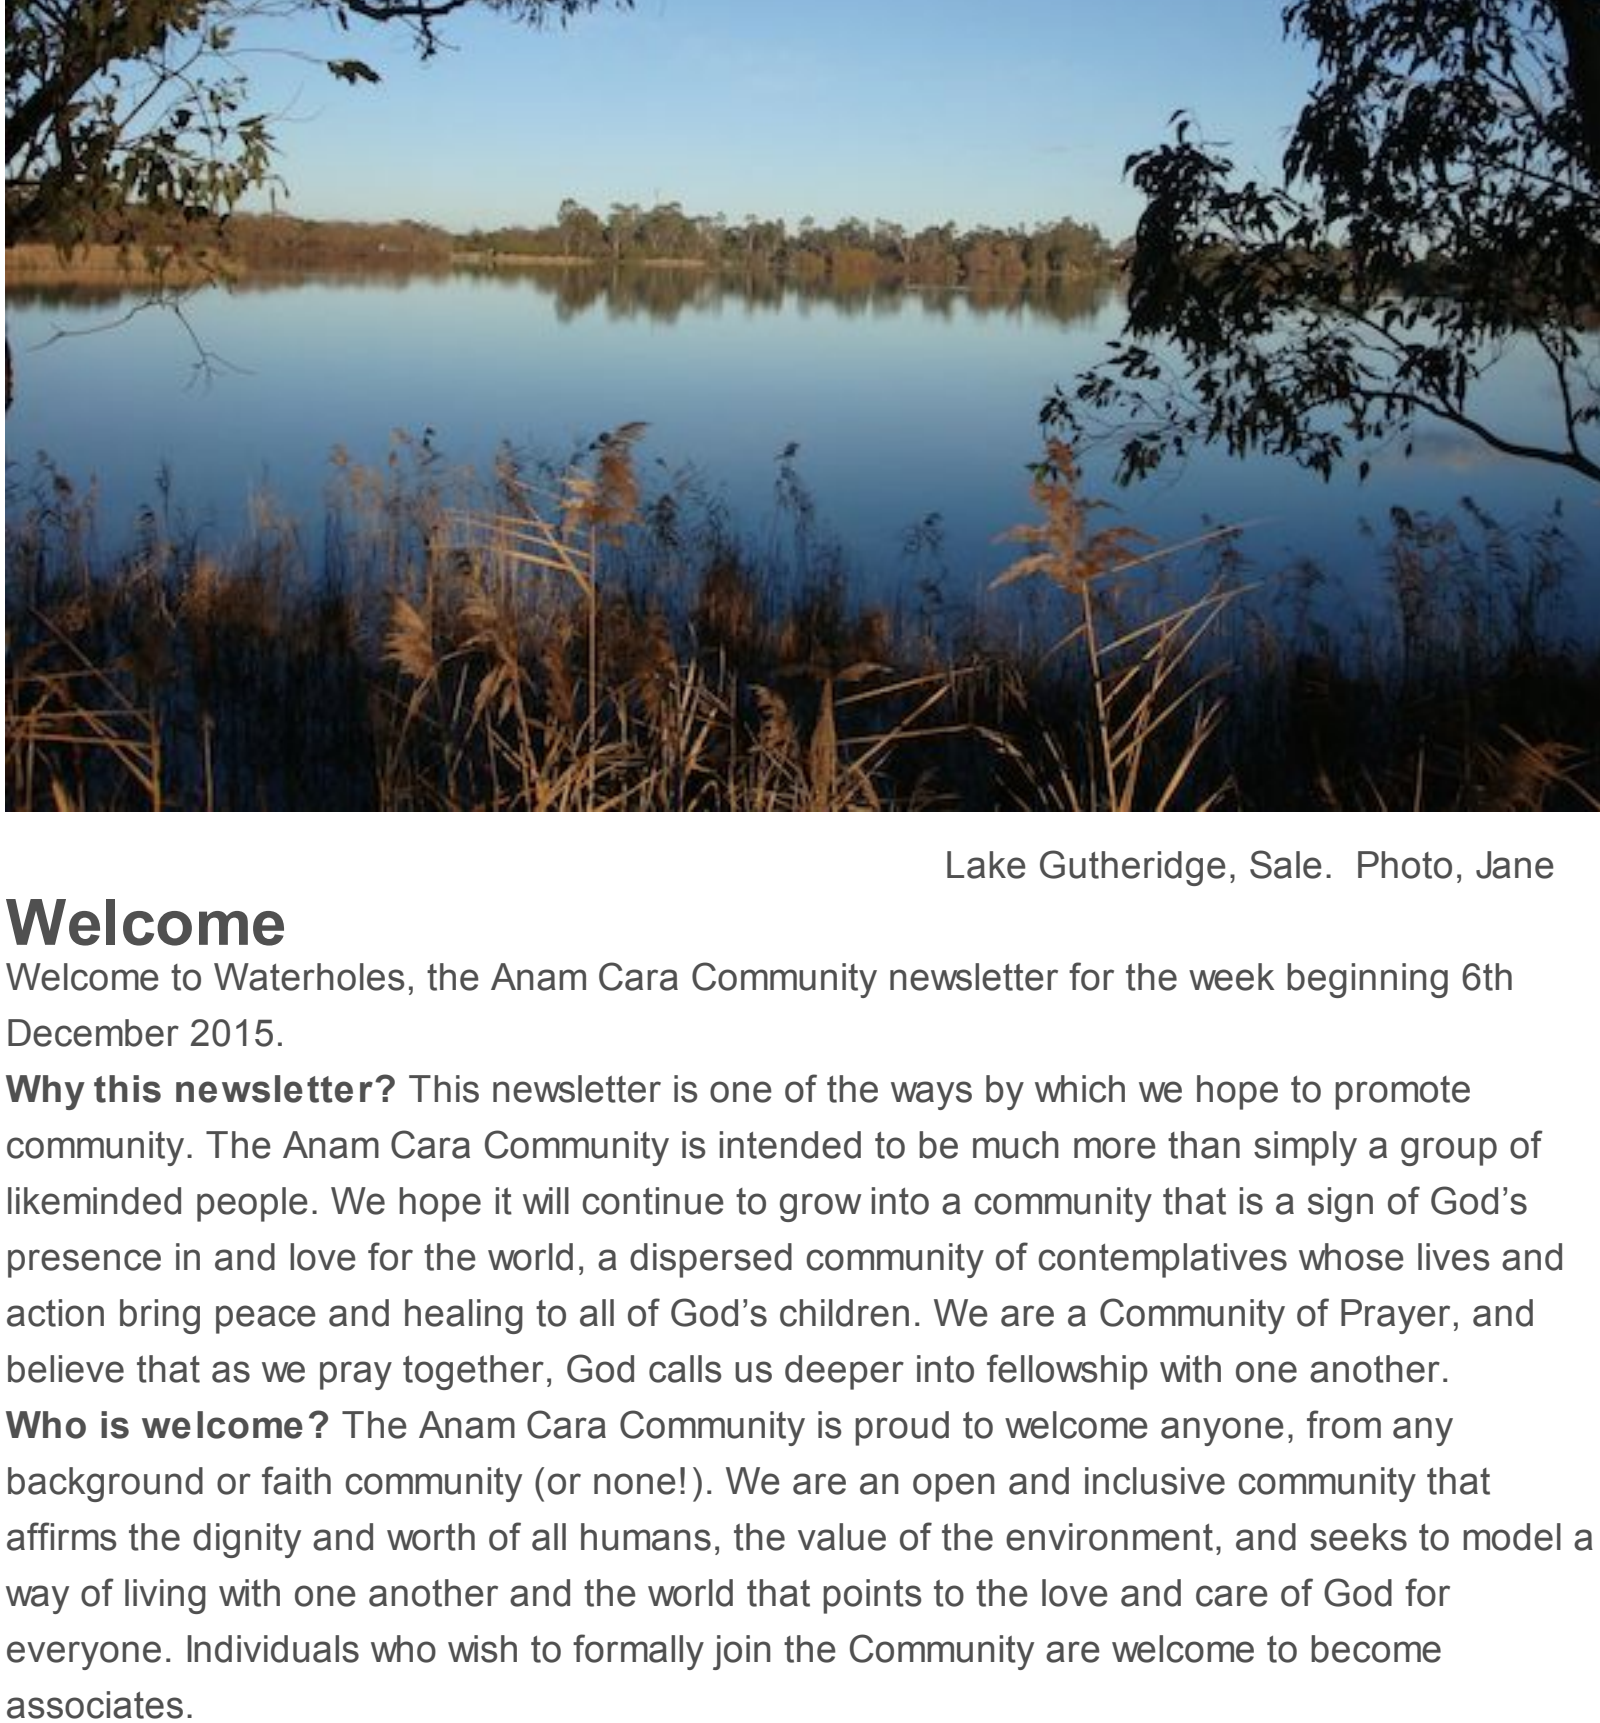 Lake Gutheridge, Sale.  Photo, Jane
Welcome
Welcome to Waterholes, the Anam Cara Community newsletter for the week beginning 6th
December 2015.
Why this newsletter? This newsletter is one of the ways by which we hope to promote
community. The Anam Cara Community is intended to be much more than simply a group of
likeminded people. We hope it will continue to grow into a community that is a sign of God’s
presence in and love for the world, a dispersed community of contemplatives whose lives and
action bring peace and healing to all of God’s children. We are a Community of Prayer, and
believe that as we pray together, God calls us deeper into fellowship with one another.
Who is welcome? The Anam Cara Community is proud to welcome anyone, from any
background or faith community (or none!). We are an open and inclusive community that
affirms the dignity and worth of all humans, the value of the environment, and seeks to model a
way of living with one another and the world that points to the love and care of God for
everyone. Individuals who wish to formally join the Community are welcome to become
associates.